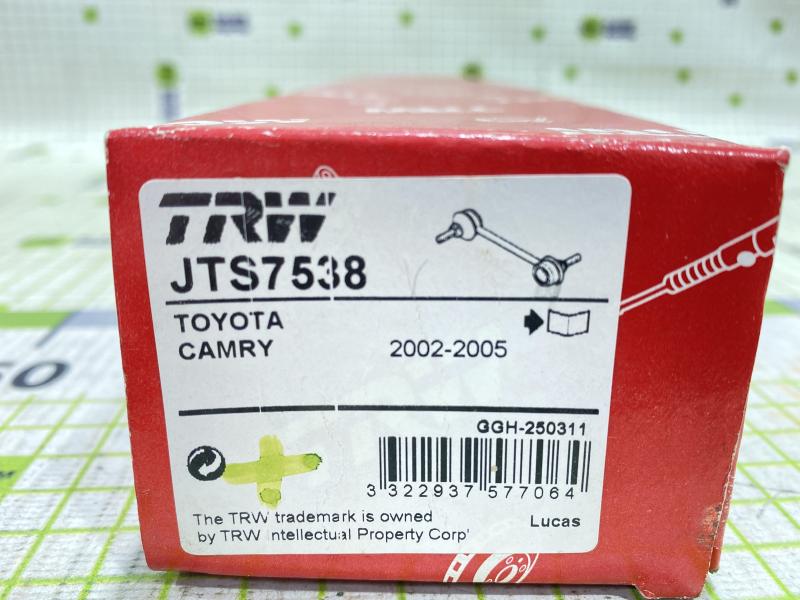 TRW
JTS7538
TOYOTA
CAMRY 2002-2005
GGH-250311
3 322937 577064
The TRW trademark is owned
by TRW Intellectual Property Corp'
Lucas